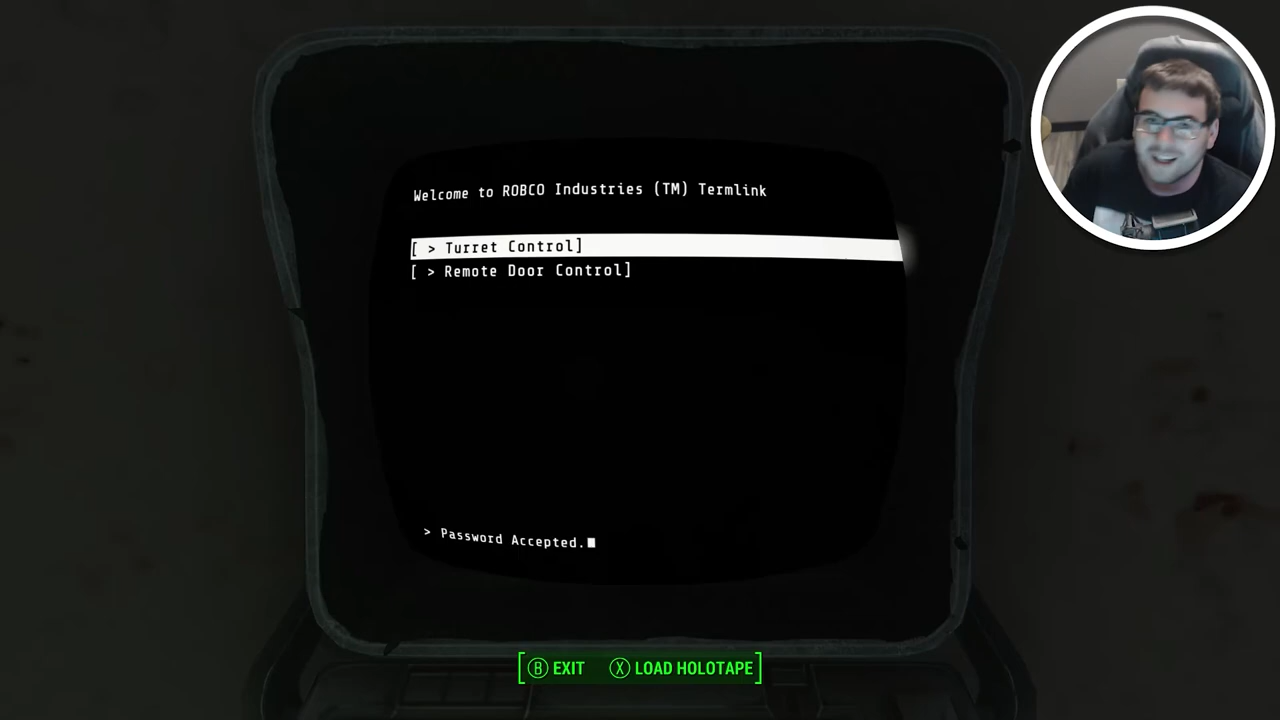 Welcome to ROBCO Industries (TM) Termlink
[ > Turret Control]
[ > Remote Door Control]
> Password Accepted.
[Ⓑ EXIT Ⓧ LOAD HOLOTAPE]